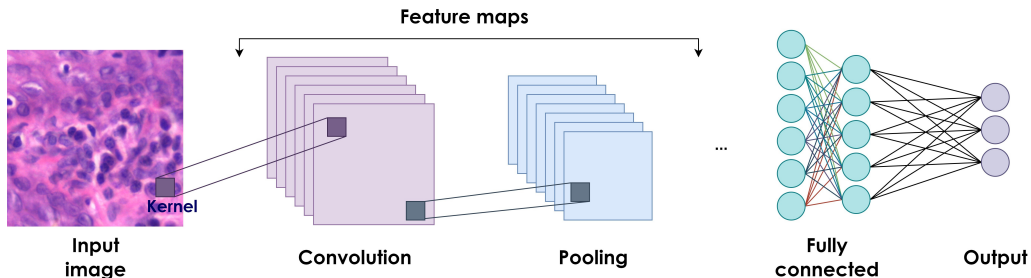 Feature maps
Kernel
...
Input
image
Convolution
Pooling
Fully
connected
Output